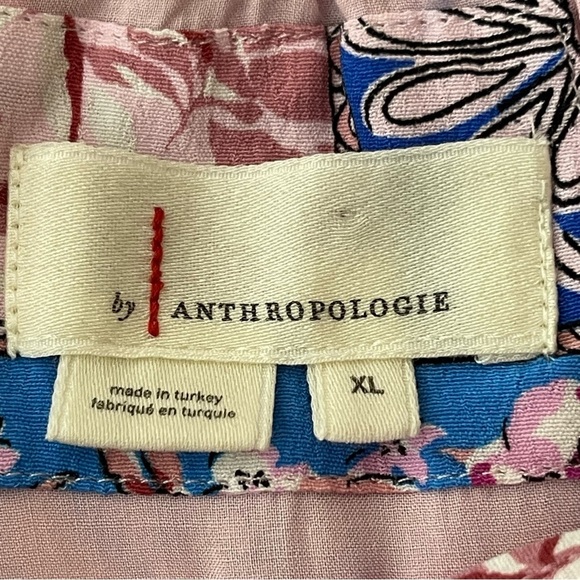 by ANTHROPOLOGIE
made in turkey
fabriqué en turquie
XL